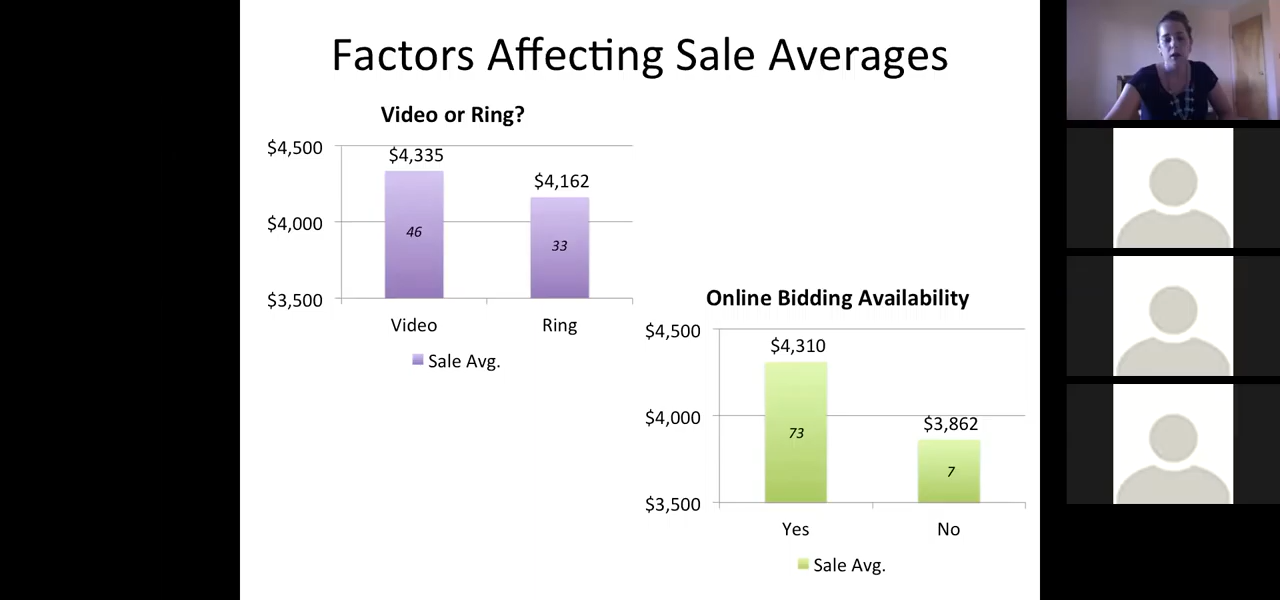 Factors Affecting Sale Averages
Video or Ring?
$4,500
$4,335
$4,162
$4,000
46
33
$3,500
Video
Ring
Sale Avg.
Online Bidding Availability
$4,500
$4,310
$4,000
$3,862
73
7
$3,500
Yes
No
Sale Avg.